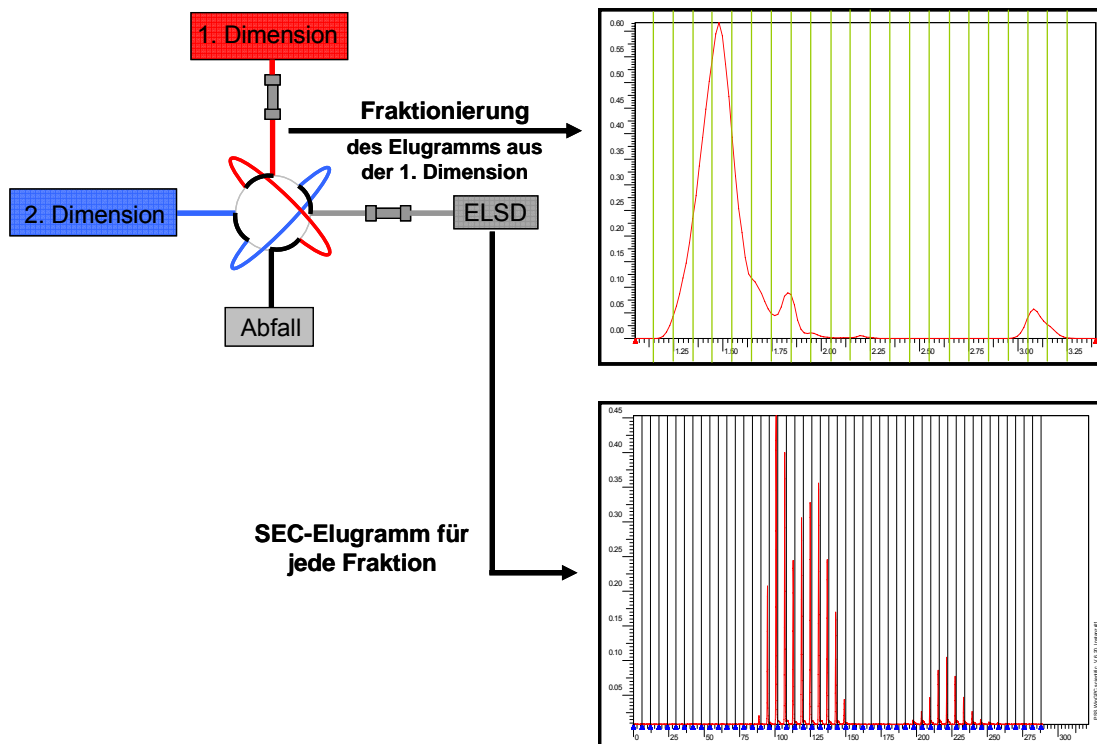 1. Dimension
Fraktionierung
des Elugramms aus
der 1. Dimension
2. Dimension
ELSD
Abfall
0.60
0.55
0.50
0.45
0.40
0.35
0.30
0.25
0.20
0.15
0.10
0.05
0.00
1.25 1.50 1.75 2.00 2.25 2.50 2.75 3.00 3.25
SEC-Elugramm für
jede Fraktion
0.45
0.40
0.35
0.30
0.25
0.20
0.15
0.10
0.05
0 25 50 75 100 125 150 175 200 225 250 275 300